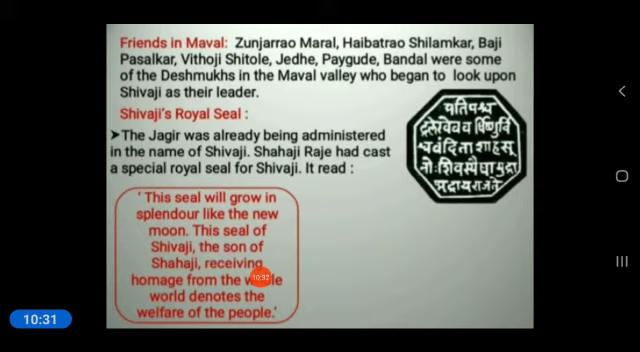 Friends in Maval: Zunjarrao Maral, Haibatrao Shilamkar, Baji
Pasalkar, Vithoji Shitole, Jedhe, Paygude, Bandal were some
of the Deshmukhs in the Maval valley who began to look upon
Shivaji as their leader.
Shivaji's Royal Seal :
➤The Jagir was already being administered
in the name of Shivaji. Shahaji Raje had cast
a special royal seal for Shivaji. It read :
' This seal will grow in
splendour like the new
moon. This seal of
Shivaji, the son of
Shahaji, receiving
homage from the
world denotes the
welfare of the people.'
प्रतिपश्च
वंदिता शाहसू
नोः शिवस्यैषा मुद्रा
भद्राय राजते
10:32
10:31